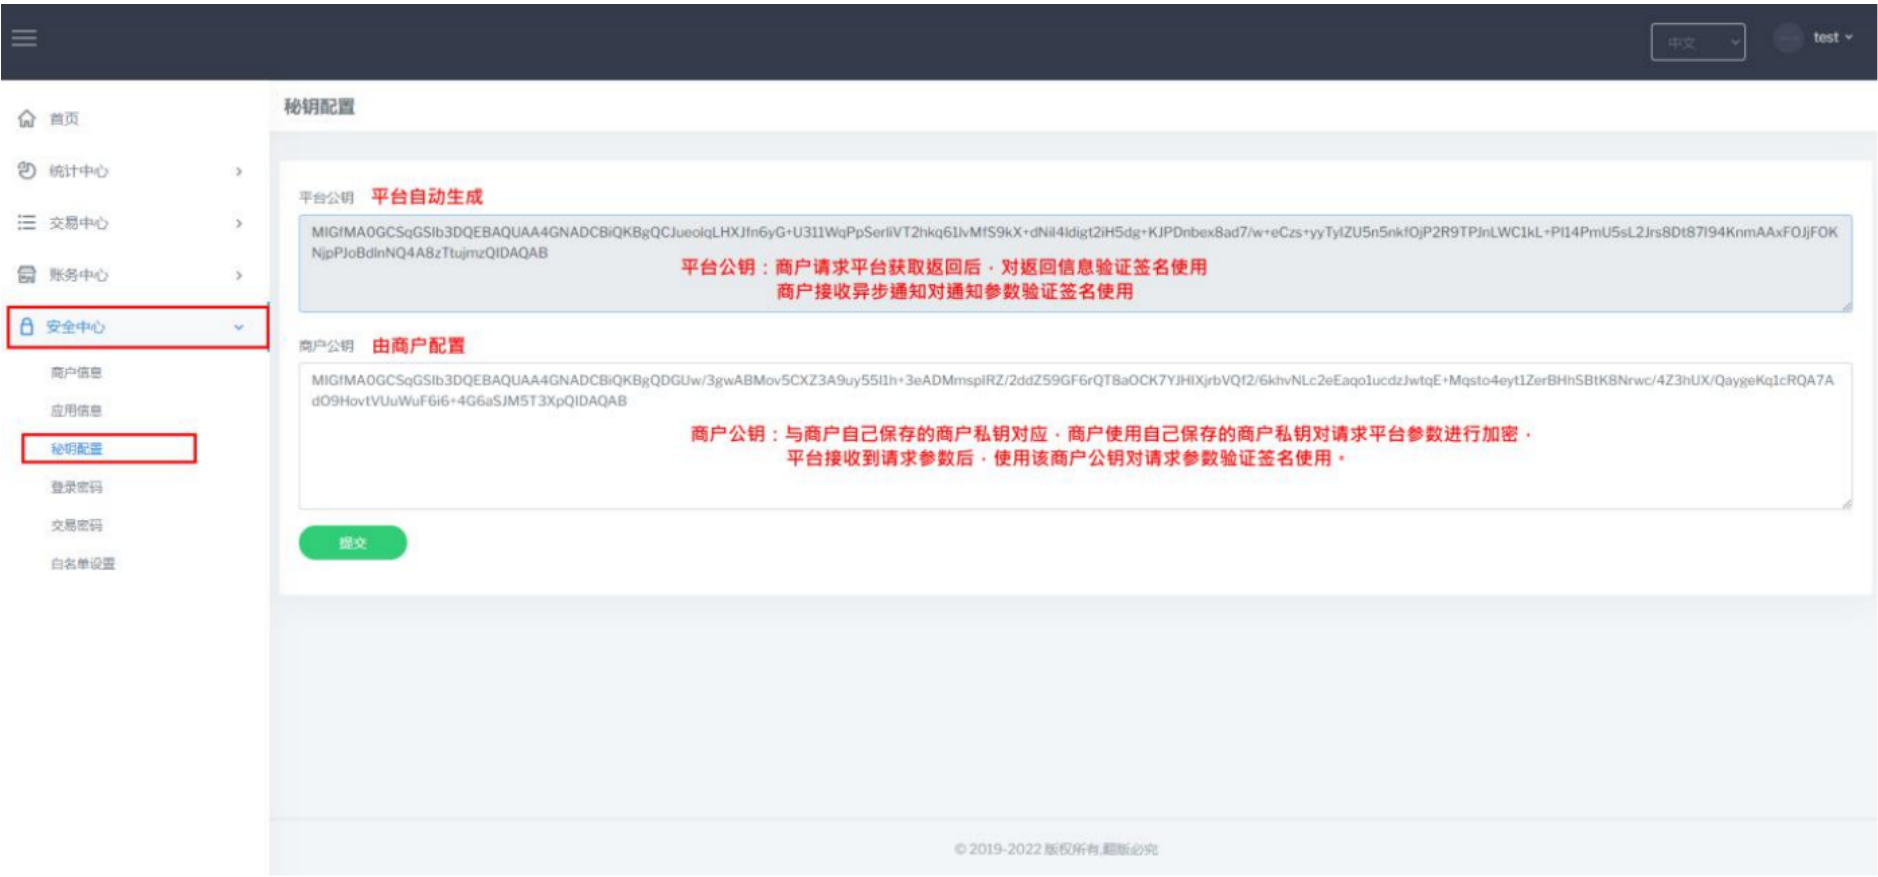 中文
test
首页
统计中心
交易中心
账务中心
安全中心
商户信息
应用信息
秘钥配置
登录密码
交易密码
白名单设置
秘钥配置
平台公钥 平台自动生成
平台公钥：商户请求平台获取返回后，对返回信息验证签名使用
商户接收异步通知对通知参数验证签名使用
商户公钥 由商户配置
商户公钥：与商户自己保存的商户私钥对应，商户使用自己保存的商户私钥对请求平台参数进行加密，
平台接收到请求参数后，使用该商户公钥对请求参数验证签名使用。
提交
© 2019-2022 版权所有,翻版必究